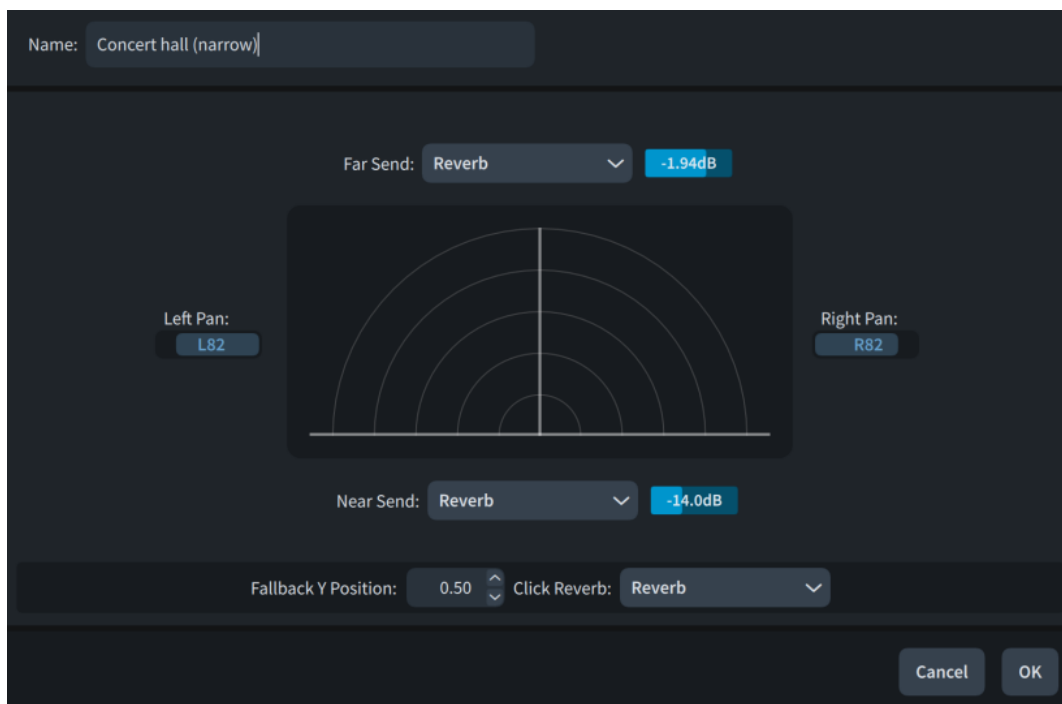 Name: Concert hall (narrow)
Far Send: Reverb -1.94dB
Left Pan: Right Pan:
L82 R82
Near Send: Reverb -14.0dB
Fallback Y Position: 0.50 Click Reverb: Reverb
Cancel OK